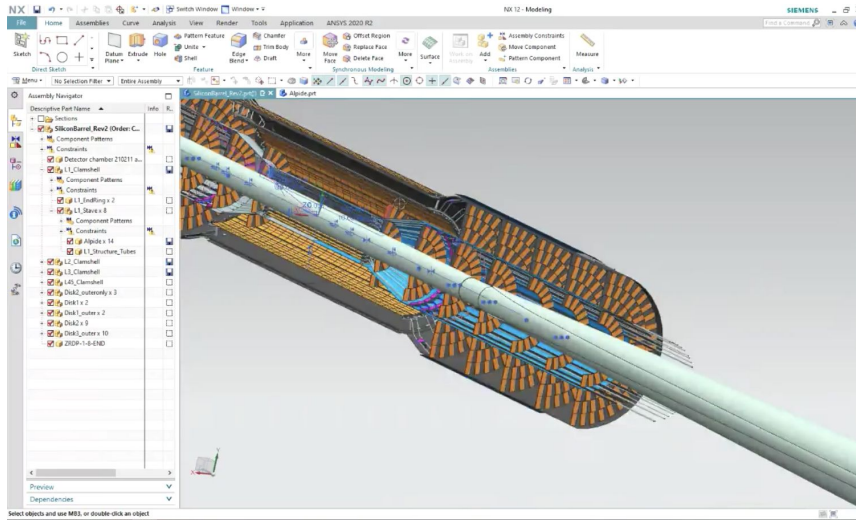 NX
Switch Window Window
NX 12 - Modeling
SIEMENS
File Home Assemblies Curve Analysis View Render Tools Application ANSYS 2020 R2
Find a Command
Sketch
Direct Sketch
Datum Plane
Extrude
Hole
Pattern Feature
Unite
Shell
Edge Blend
Chamfer
Trim Body
Draft
More
Feature
Move Face
Offset Region
Replace Face
Delete Face
More
Synchronous Modeling
Surface
Add
Assembly Constraints
Move Component
Pattern Component
Assemblies
Measure
Analysis
Menu No Selection Filter Entire Assembly
Assembly Navigator
SiliconBarrel_Rev2.prt
Alpide.prt
Descriptive Part Name Info R..
Sections
SiliconBarrel_Rev2 (Order: C...
Component Patterns
Constraints
Detector chamber 210211 a...
L1_Clamshell
Component Patterns
Constraints
L1_EndRing x 2
L1_Stave x 8
Component Patterns
Constraints
Alpide x 14
L1_Structure_Tubes
L2_Clamshell
L3_Clamshell
L45_Clamshell
Disk2_outeronly x 3
Disk1 x 2
Disk1_outer x 2
Disk2 x 9
Disk3_outer x 10
ZRDP-1-6-END
Preview
Dependencies
Select objects and use MB3, or double-click an object